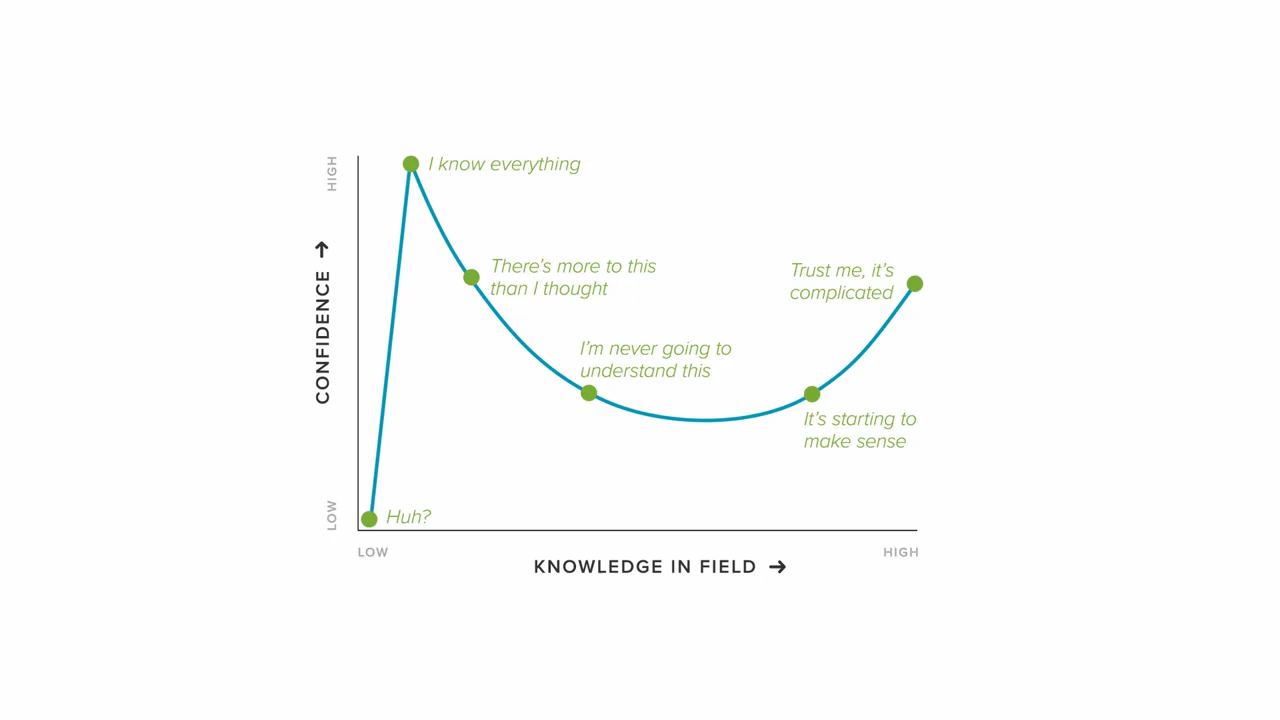 HIGH
I know everything
There's more to this
than I thought
Trust me, it's
complicated
CONFIDENCE →
I'm never going to
understand this
It's starting to
make sense
LOW
Huh?
LOW
HIGH
KNOWLEDGE IN FIELD →